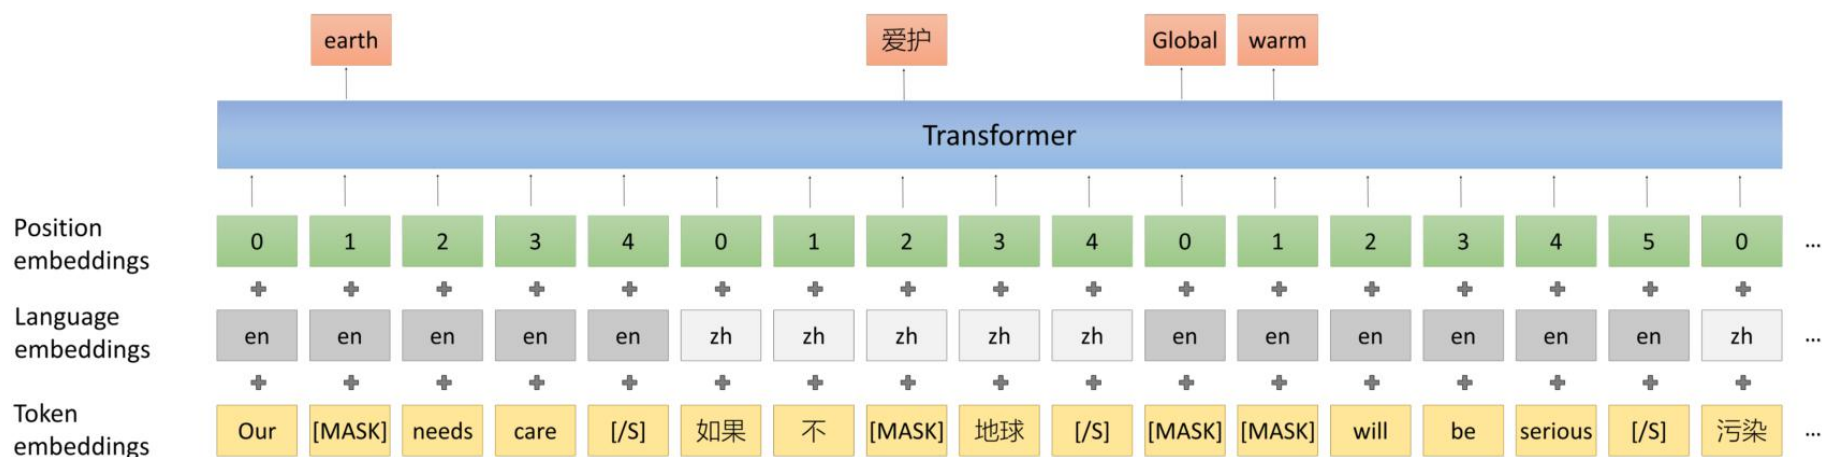 earth 爱护 Global warm
Transformer
Position
embeddings
0 1 2 3 4 0 1 2 3 4 0 1 2 3 4 5 0 ...
Language
embeddings
en en en en en zh zh zh zh zh en en en en en en zh ...
Token
embeddings
Our [MASK] needs care [/S] 如果 不 [MASK] 地球 [/S] [MASK] [MASK] will be serious [/S] 污染 ...